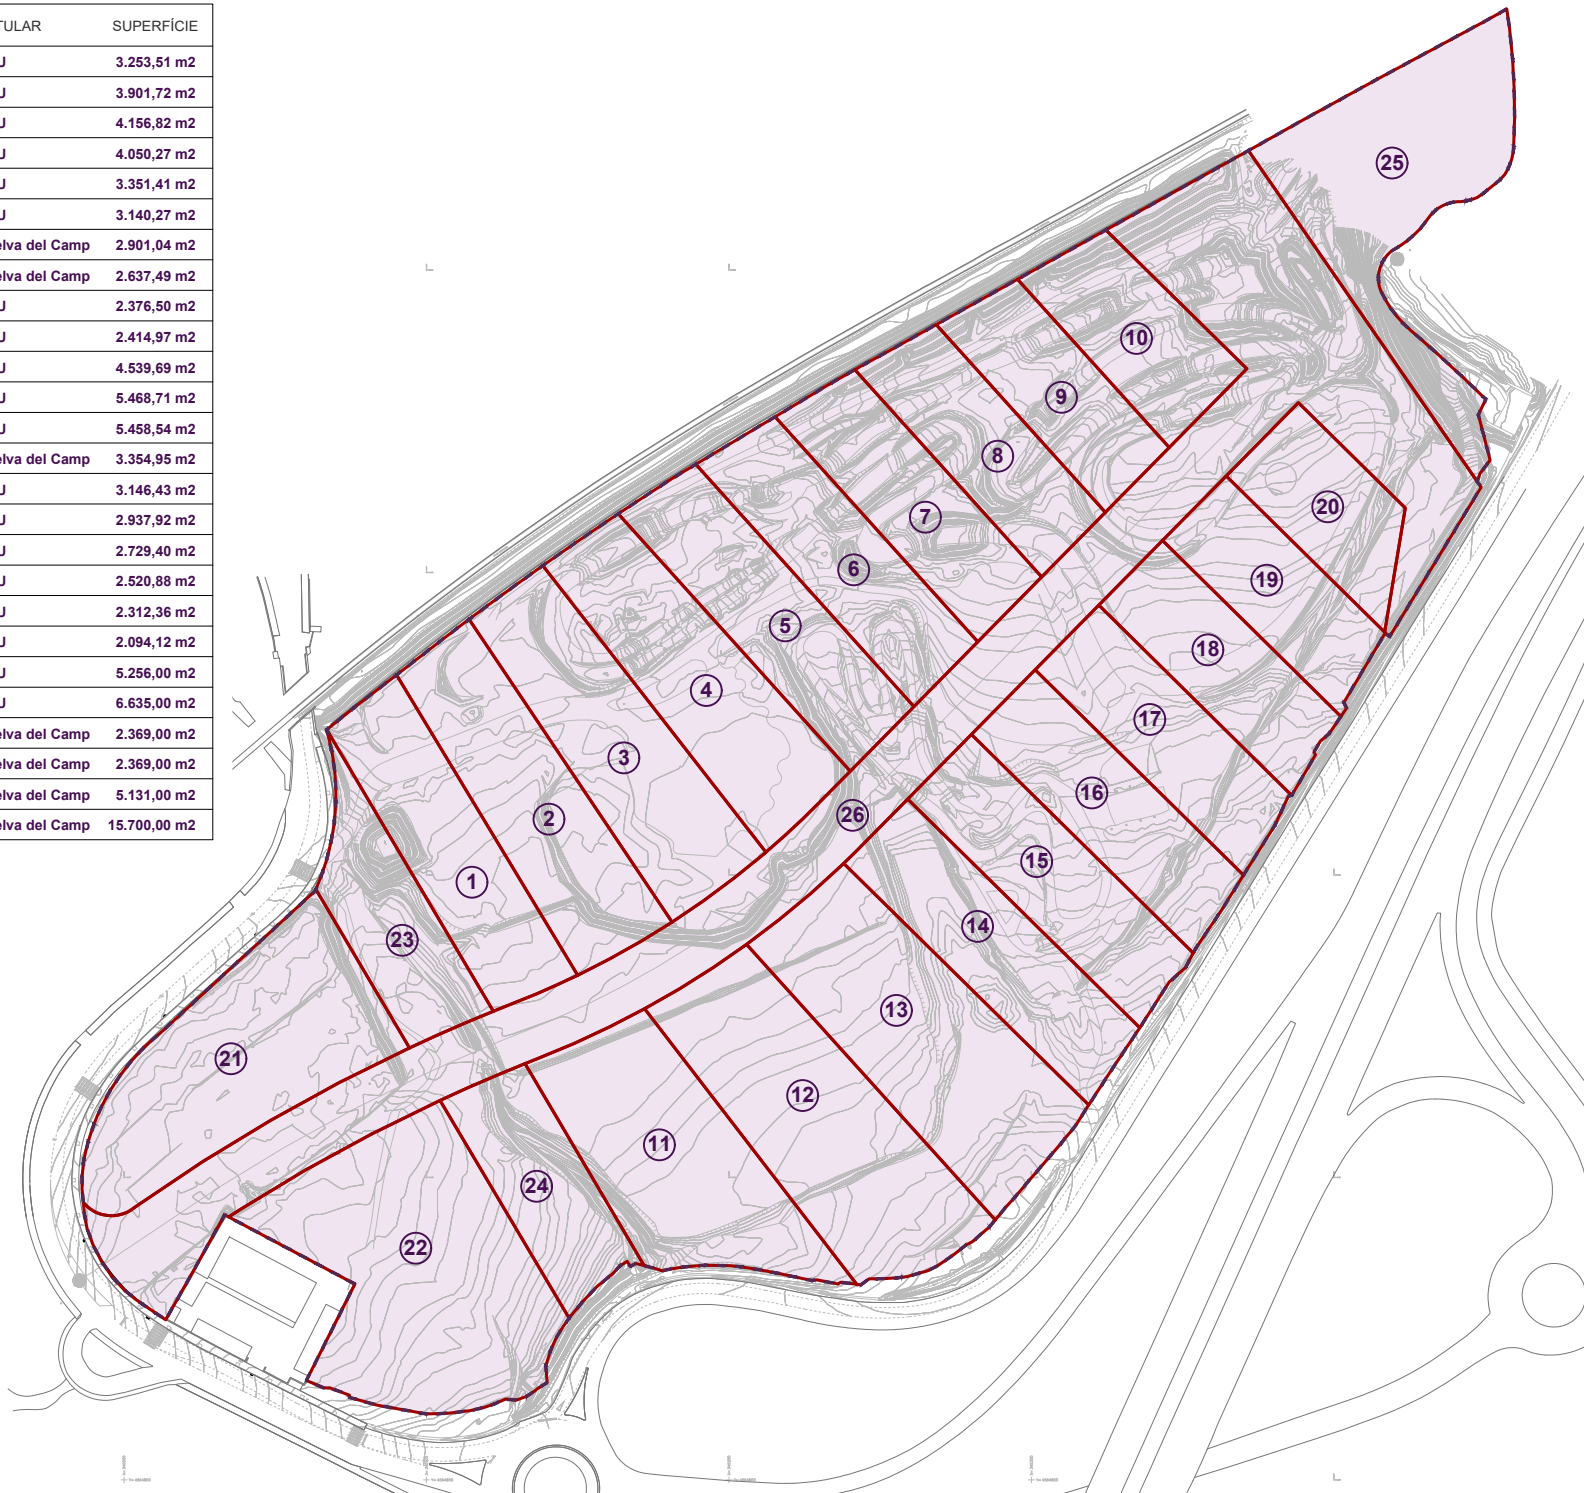 TULAR SUPERFÍCIE
U 3.253,51 m2
U 3.901,72 m2
U 4.156,82 m2
U 4.050,27 m2
U 3.351,41 m2
U 3.140,27 m2
elva del Camp 2.901,04 m2
elva del Camp 2.637,49 m2
U 2.376,50 m2
U 2.414,97 m2
U 4.539,69 m2
U 5.468,71 m2
U 5.458,54 m2
elva del Camp 3.354,95 m2
U 3.146,43 m2
U 2.937,92 m2
U 2.729,40 m2
U 2.520,88 m2
U 2.312,36 m2
U 2.094,12 m2
U 5.256,00 m2
U 6.635,00 m2
elva del Camp 2.369,00 m2
elva del Camp 2.369,00 m2
elva del Camp 5.131,00 m2
elva del Camp 15.700,00 m2
25
10
9
8
20
7
6
19
5
18
4
17
3
16
26
2
15
1
14
23
13
21
12
11
24
22